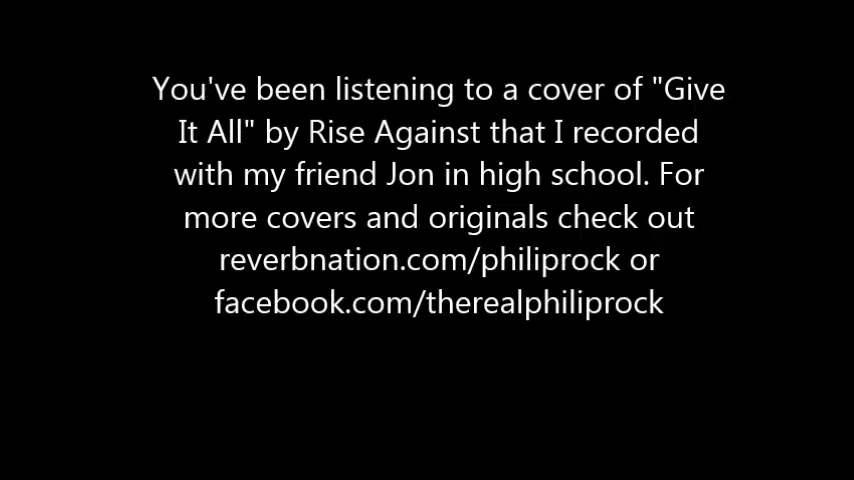 You've been listening to a cover of "Give
It All" by Rise Against that I recorded
with my friend Jon in high school. For
more covers and originals check out
reverbnation.com/philiprock or
facebook.com/therealphiliprock